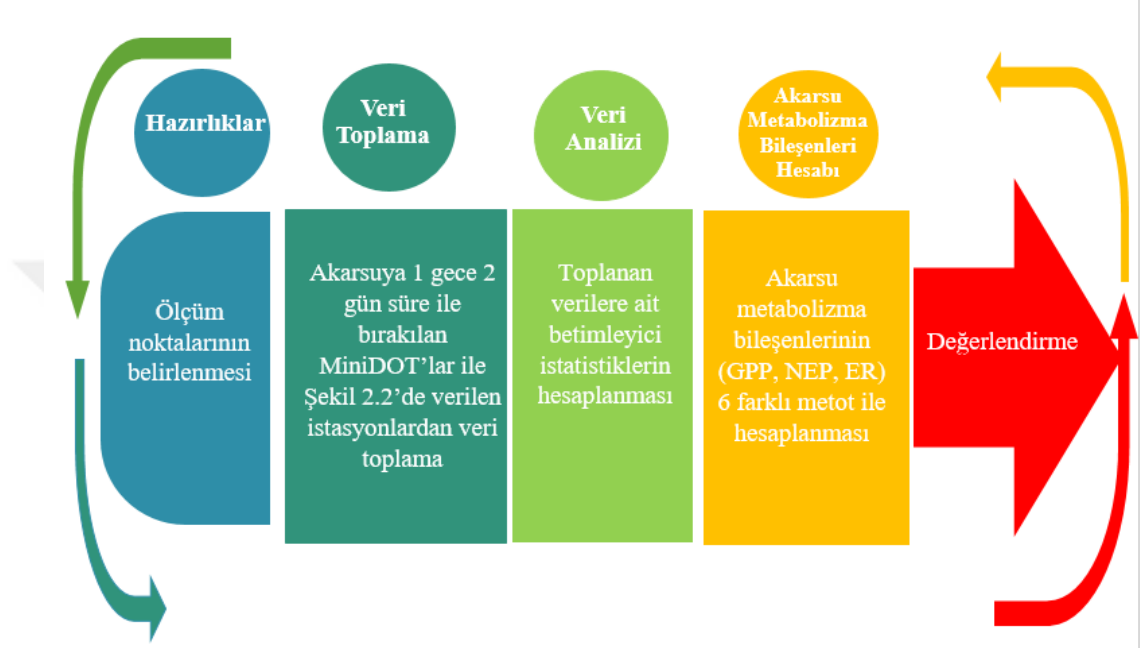 Hazırlıklar
Veri
Toplama
Veri
Analizi
Akarsu
Metabolizma
Bileşenleri
Hesabı
Ölçüm
noktalarının
belirlenmesi
Akarsuya 1 gece 2
gün süre ile
bırakılan
MiniDOT’lar ile
Şekil 2.2’de verilen
istasyonlardan veri
toplama
Toplanan
verilere ait
betimleyici
istatistiklerin
hesaplanması
Akarsu
metabolizma
bileşenlerinin
(GPP, NEP, ER)
6 farklı metot ile
hesaplanması
Değerlendirme